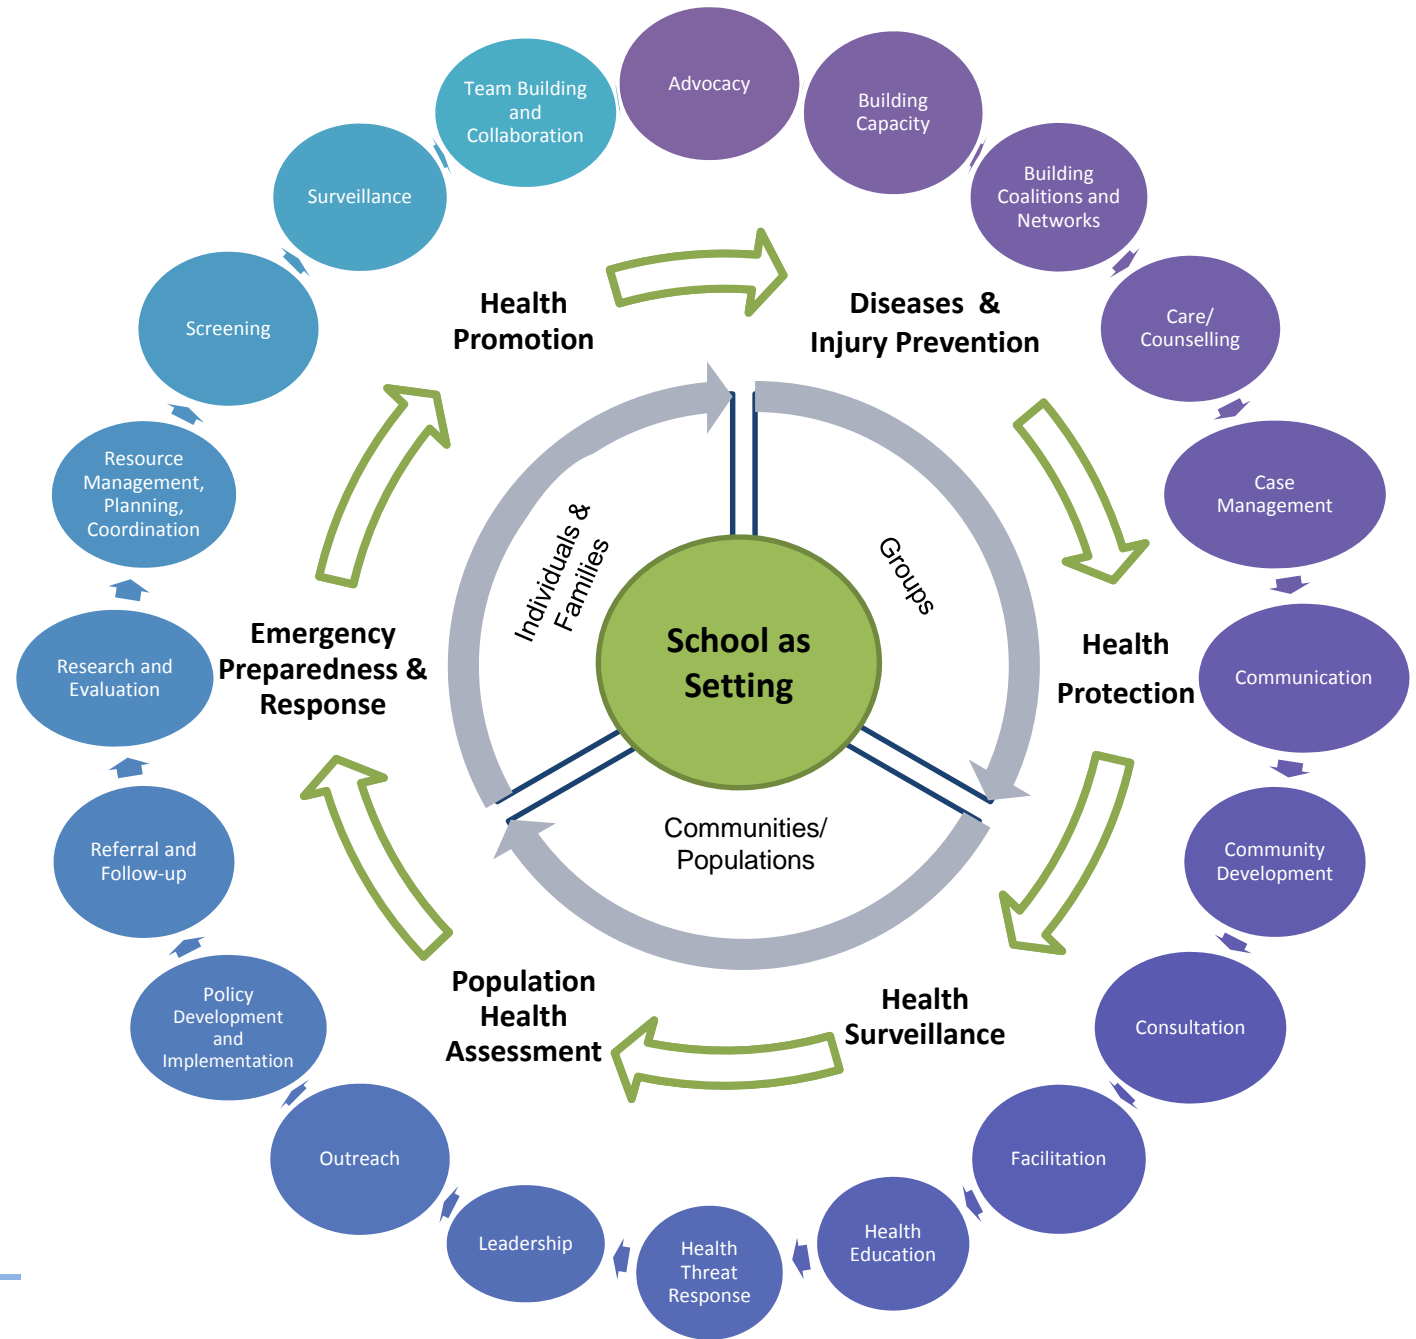 Advocacy
Building
Capacity
Building
Coalitions and
Networks
Care/
Counselling
Case
Management
Communication
Community
Development
Consultation
Facilitation
Health
Education
Health
Threat
Response
Leadership
Outreach
Policy
Development
and
Implementation
Referral and
Follow-up
Research and
Evaluation
Resource
Management,
Planning,
Coordination
Screening
Surveillance
Team Building
and
Collaboration
Health
Promotion
Diseases &
Injury Prevention
Health
Protection
Health
Surveillance
Population
Health
Assessment
Emergency
Preparedness &
Response
Individuals &
Families
Groups
Communities/
Populations
School as
Setting